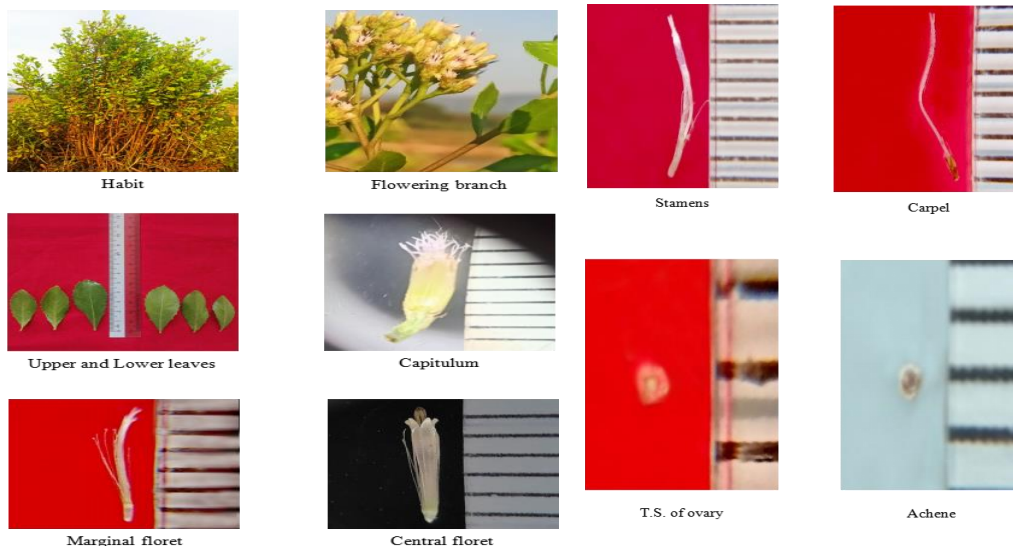 Habit
Flowering branch
Stamens
Carpel
Upper and Lower leaves
Capitulum
Marginal floret
Central floret
T.S. of ovary
Achene